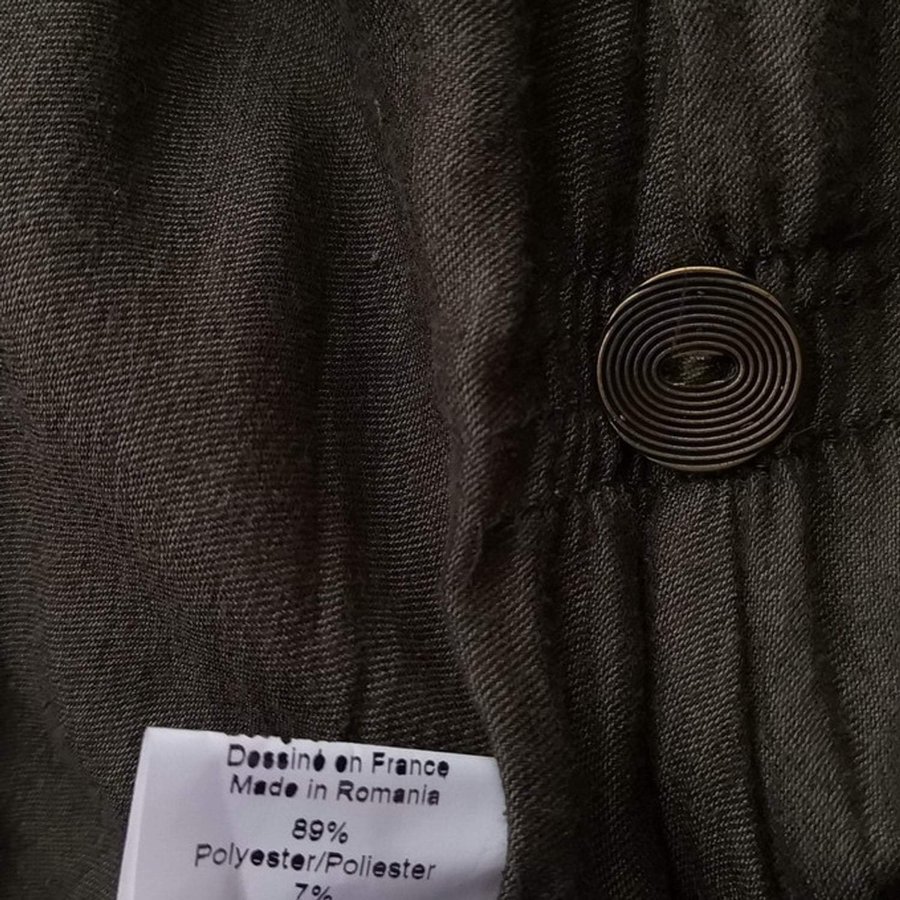 Dessiné en France
Made in Romania
89%
Polyester/Poliester
7%